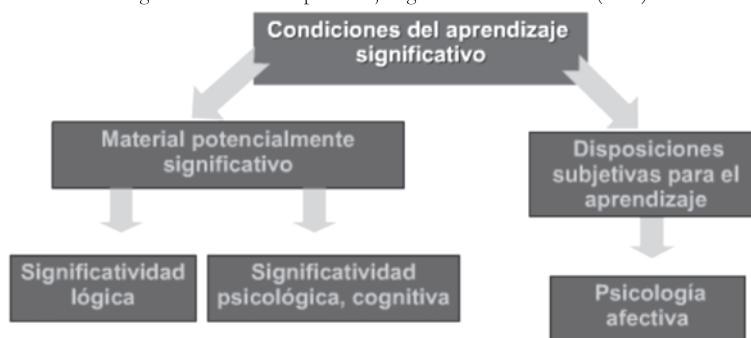 Condiciones del aprendizaje
significativo
Material potencialmente
significativo
Disposiciones
subjetivas para el
aprendizaje
Significatividad
lógica
Significatividad
psicológica, cognitiva
Psicología
afectiva